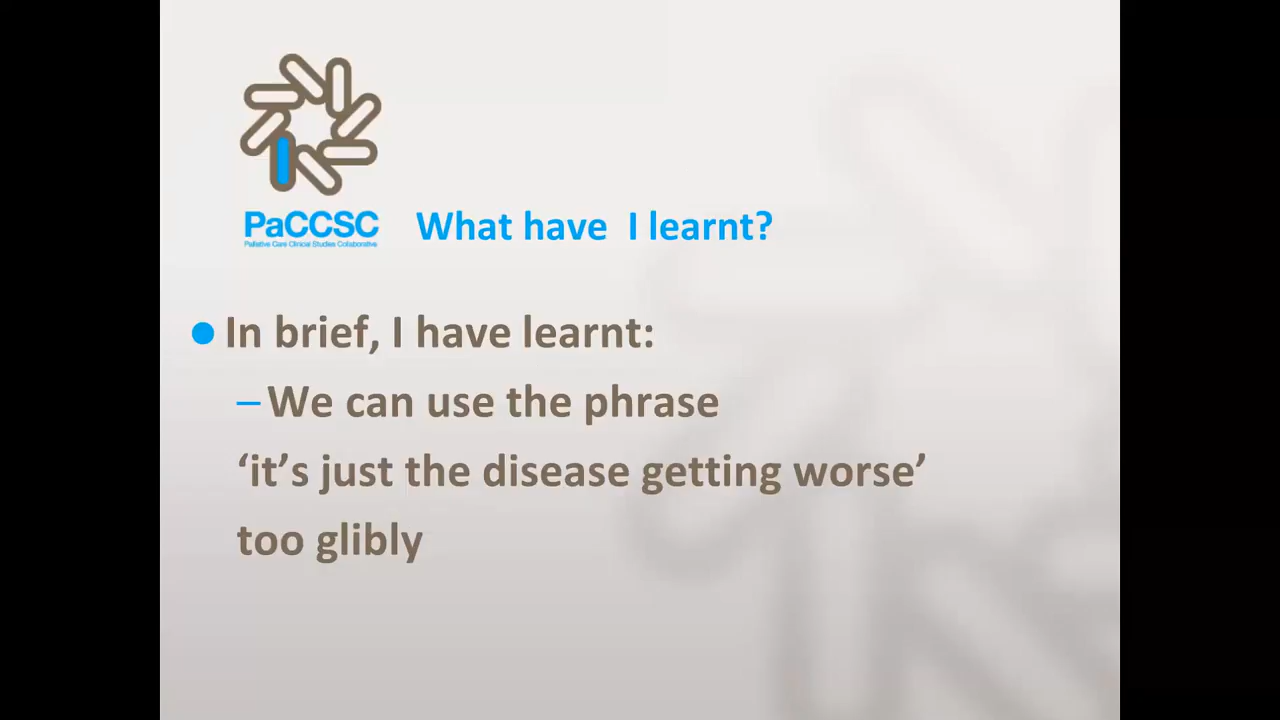 PaCCSC
Palliative Care Clinical Studies Collaborative
What have  I learnt?
In brief, I have learnt:
–We can use the phrase
‘it’s just the disease getting worse’
too glibly